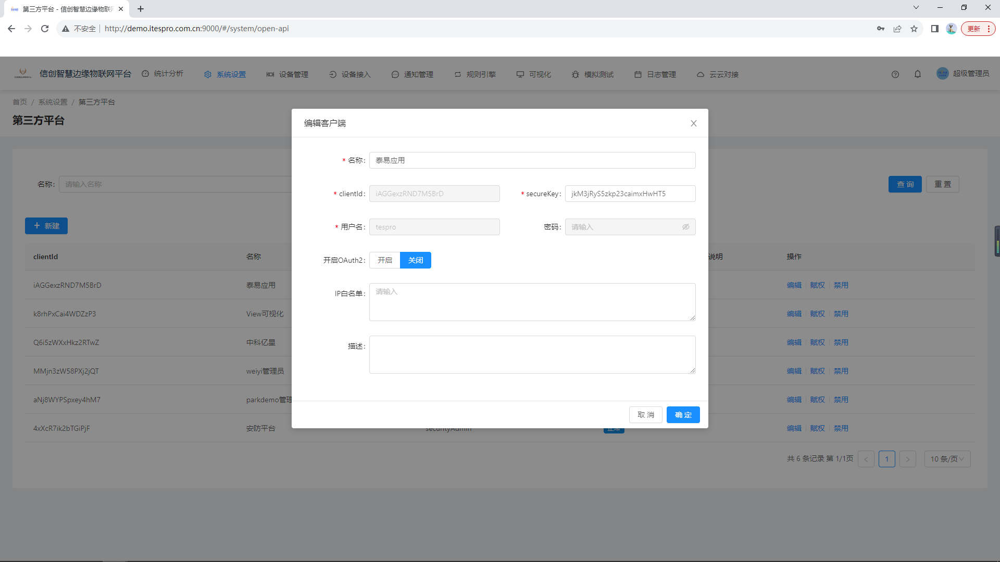 第三方平台 - 信创智慧边缘物联网
不安全 http://demo.itespro.com.cn:9000/#/system/open-api 更新
信创智慧边缘物联网平台 统计分析 系统设置 设备管理 设备接入 通知管理 规则引擎 可视化 模拟测试 日志管理 云云对接 超级管理员
首页 / 系统设置 / 第三方平台
第三方平台
编辑客户端
* 名称: 泰易应用
名称: 请输入名称 查 询 重 置
* clientId: iAGGexzRND7M5BrD * secureKey: jkM3jRyS5zkp23caimxHwHT5
新建
* 用户名: tespro 密码: 请输入
clientId 名称 说明 操作
开启OAuth2: 开启 关闭
iAGGexzRND7M5BrD 泰易应用 编辑 赋权 禁用
IP白名单: 请输入
k8rhPxCai4WDZzP3 View可视化 编辑 赋权 禁用
Q6i5zWXxHkz2RTwZ 中科亿星 编辑 赋权 禁用
描述:
MMjn3zW58PXj2jQT weiyi管理员 编辑 赋权 禁用
aNj8WYPSpxey4hM7 parkdemo管理 编辑 赋权 禁用
取 消 确 定
4xXcR7ik2bTGiPjF 安防平台 securityAdmin 正常 编辑 赋权 禁用
共 6 条记录 第 1/1页 < 1 > 10 条/页